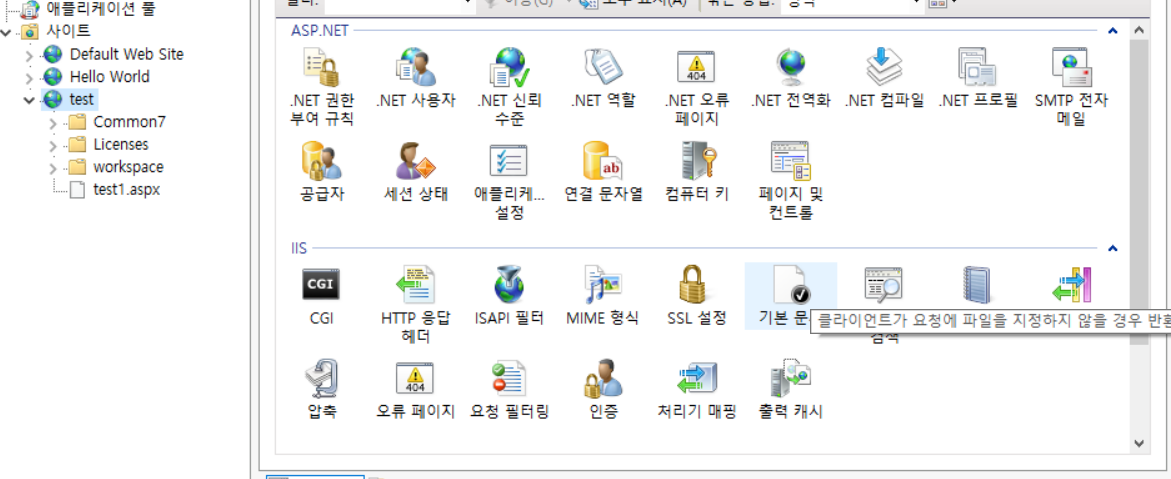 애플리케이션 풀
사이트
Default Web Site
Hello World
test
Common7
Licenses
workspace
test1.aspx
ASP.NET
.NET 권한
부여 규칙
.NET 사용자
.NET 신뢰
수준
.NET 역할
404
.NET 오류
페이지
.NET 전역화
.NET 컴파일
.NET 프로필
SMTP 전자
메일
공급자
세션 상태
애플리케...
설정
ab
연결 문자열
컴퓨터 키
페이지 및
컨트롤
IIS
CGI
CGI
HTTP 응답
헤더
ISAPI 필터
MIME 형식
SSL 설정
기본 문
클라이언트가 요청에 파일을 지정하지 않을 경우 반환
검색
압축
404
오류 페이지
요청 필터링
인증
처리기 매핑
출력 캐시